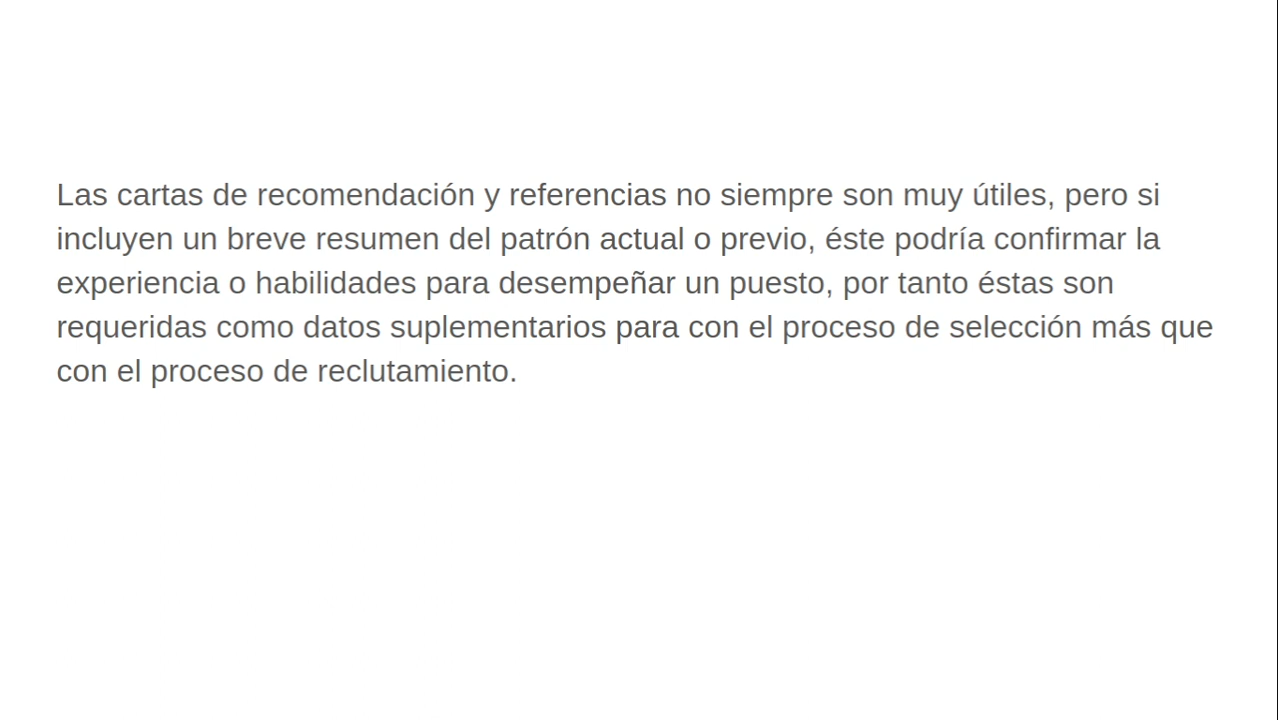 Las cartas de recomendación y referencias no siempre son muy útiles, pero si
incluyen un breve resumen del patrón actual o previo, éste podría confirmar la
experiencia o habilidades para desempeñar un puesto, por tanto éstas son
requeridas como datos suplementarios para con el proceso de selección más que
con el proceso de reclutamiento.